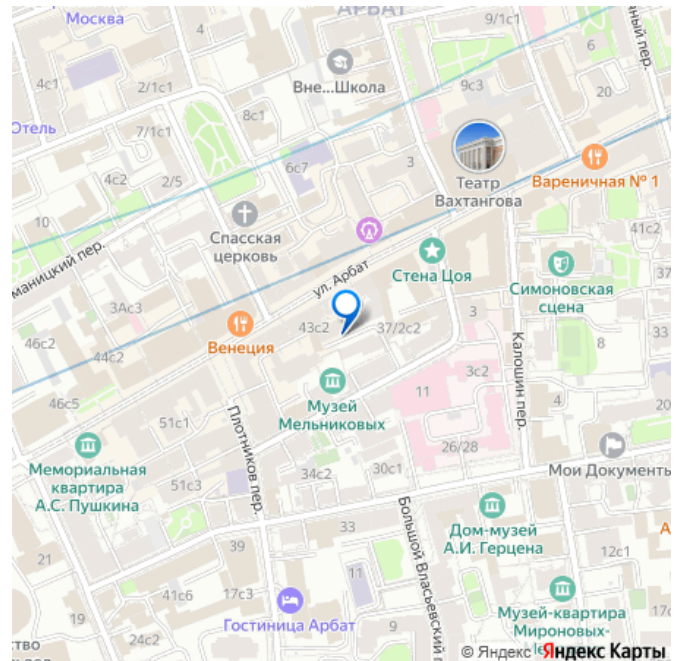 АРБАТ
9/1с1
Москва
6
4с1
2/1с1
Вне...Школа
9с3
20
Отель
8с1
7/1с1
6с7
3
4с2
2/5
Театр
Вахтангова
Вареничная № 1
10
Спасская
церковь
41с2
маницкий пер.
ул. Арбат
Стена Цоя
Симоновская
сцена
37
3Ас3
3
46с2
43с2
37/2с2
Венеция
8
33
Калошин пер.
3с2
11
Музей
Мельниковых
46с5
4
20
51с1
Плотников пер.
26/28
Мои Документы
Мемориальная
квартира
А.С. Пушкина
51с3
34с2
30с1
33
Большой Власьевский п
Дом-музей
А.И. Герцена
А
39
21
11
12с1
41с6
17с3
Гостиница Арбат
Музей-квартира
Мироновых-
17с
24с2
9
4
ство
© Яндекс Яндекс Карты